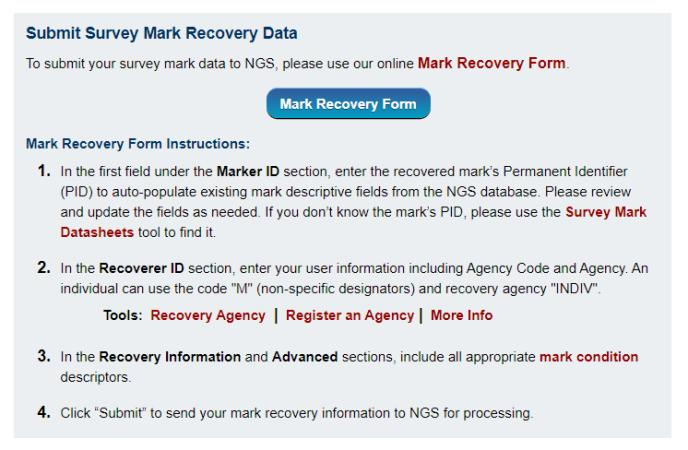 Submit Survey Mark Recovery Data
To submit your survey mark data to NGS, please use our online Mark Recovery Form.
Mark Recovery Form
Mark Recovery Form Instructions:
1. In the first field under the Marker ID section, enter the recovered mark's Permanent Identifier
(PID) to auto-populate existing mark descriptive fields from the NGS database. Please review
and update the fields as needed. If you don't know the mark's PID, please use the Survey Mark
Datasheets tool to find it.
2. In the Recoverer ID section, enter your user information including Agency Code and Agency. An
individual can use the code "M" (non-specific designators) and recovery agency "INDIV".
Tools: Recovery Agency | Register an Agency | More Info
3. In the Recovery Information and Advanced sections, include all appropriate mark condition
descriptors.
4. Click “Submit” to send your mark recovery information to NGS for processing.